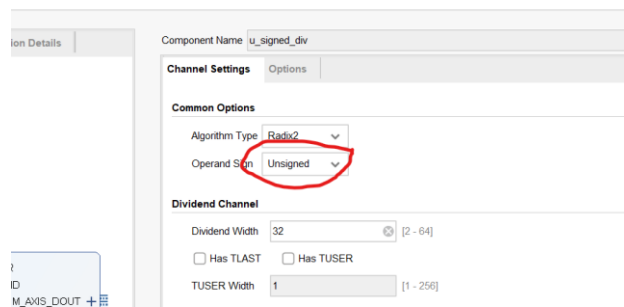 ion Details
Component Name u_signed_div
Channel Settings Options
Common Options
Algorithm Type Radix2
Operand Sign Unsigned
Dividend Channel
Dividend Width 32 [2 - 64]
Has TLAST Has TUSER
TUSER Width 1 [1 - 256]
M_AXIS_DOUT